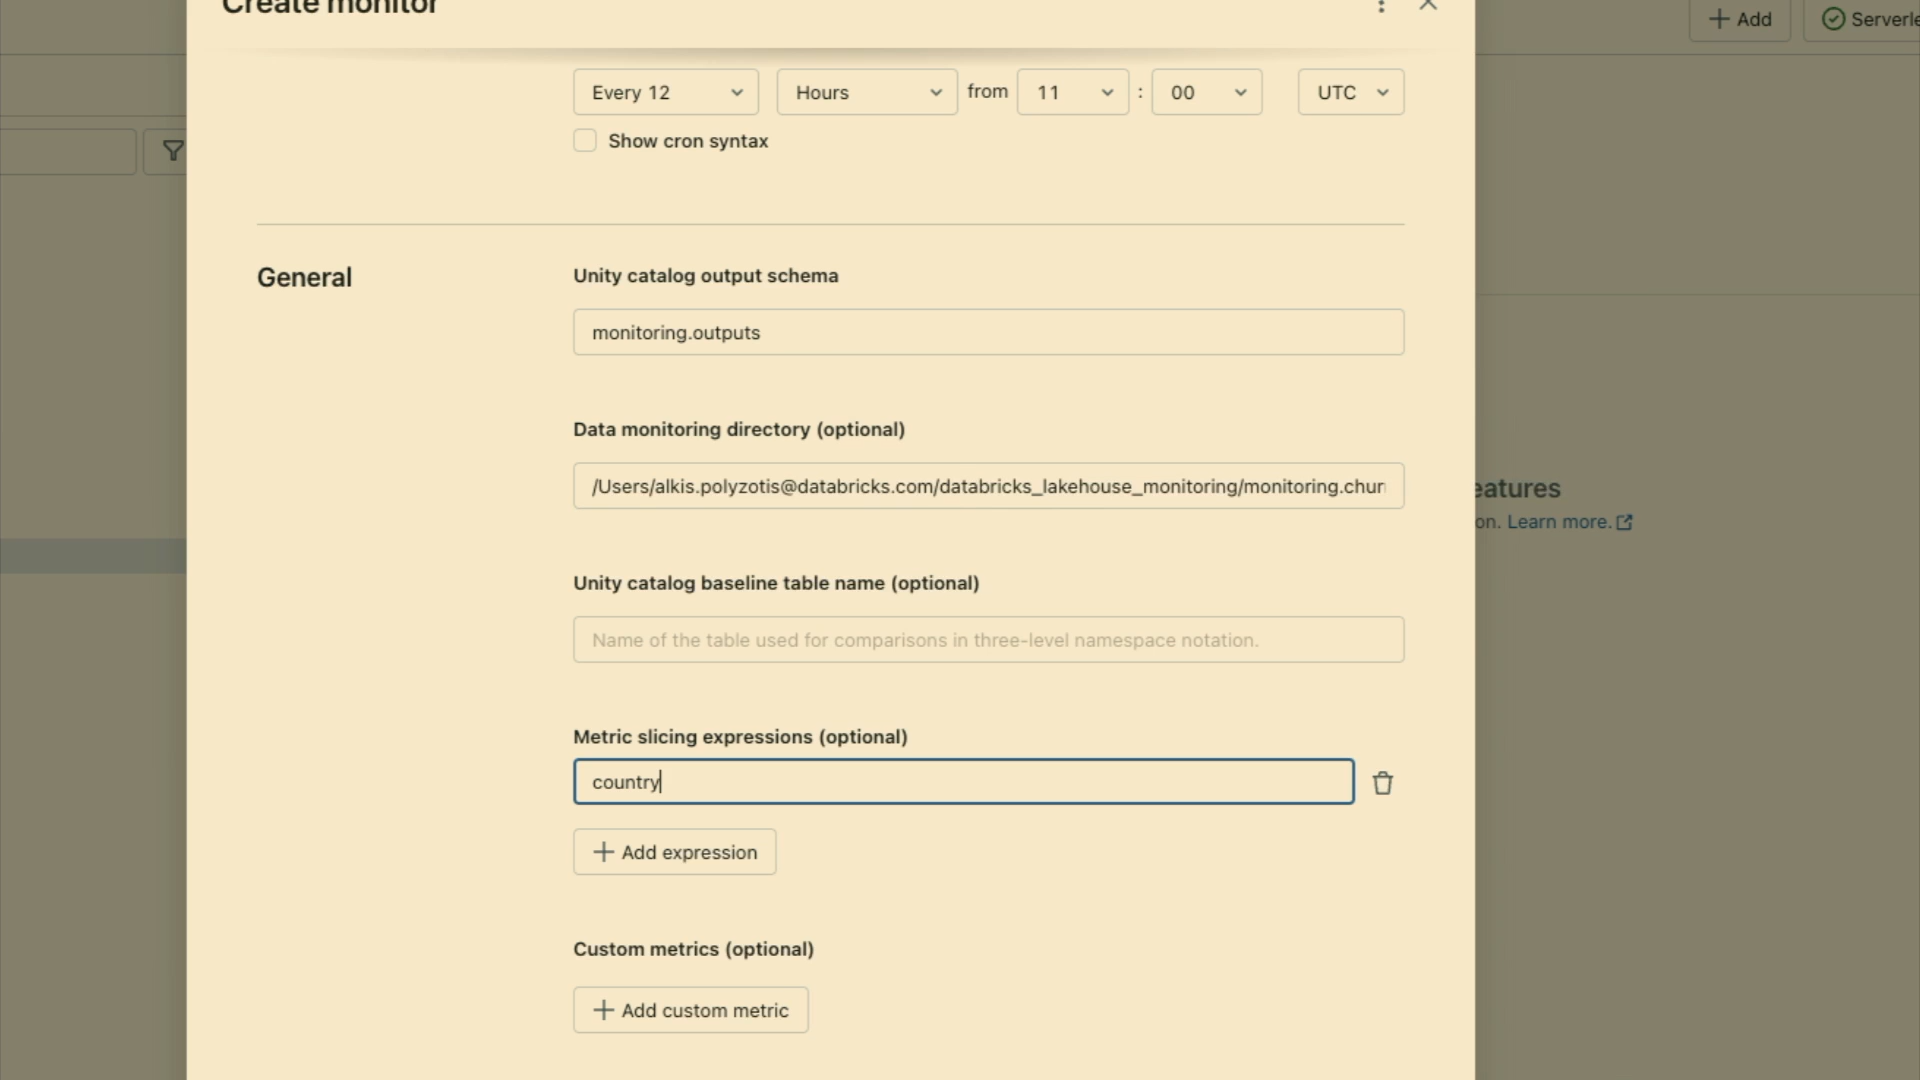 Create monitor
Add
Every 12 Hours from 11 : 00 UTC
Show cron syntax
General
Unity catalog output schema
monitoring.outputs
Data monitoring directory (optional)
/Users/alkis.polyzotis@databricks.com/databricks_lakehouse_monitoring/monitoring.chur
eatures
on. Learn more.
Unity catalog baseline table name (optional)
Name of the table used for comparisons in three-level namespace notation.
Metric slicing expressions (optional)
country
Add expression
Custom metrics (optional)
Add custom metric